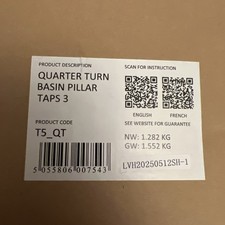 PRODUCT DESCRIPTION
QUARTER TURN
BASIN PILLAR
TAPS 3
PRODUCT CODE
T5_QT
5 055806 007543
SCAN FOR INSTRUCTION
ENGLISH FRENCH
SEE WEBSITE FOR GUARANTEE
NW: 1.282 KG
GW: 1.552 KG
LVH20250512SH-1